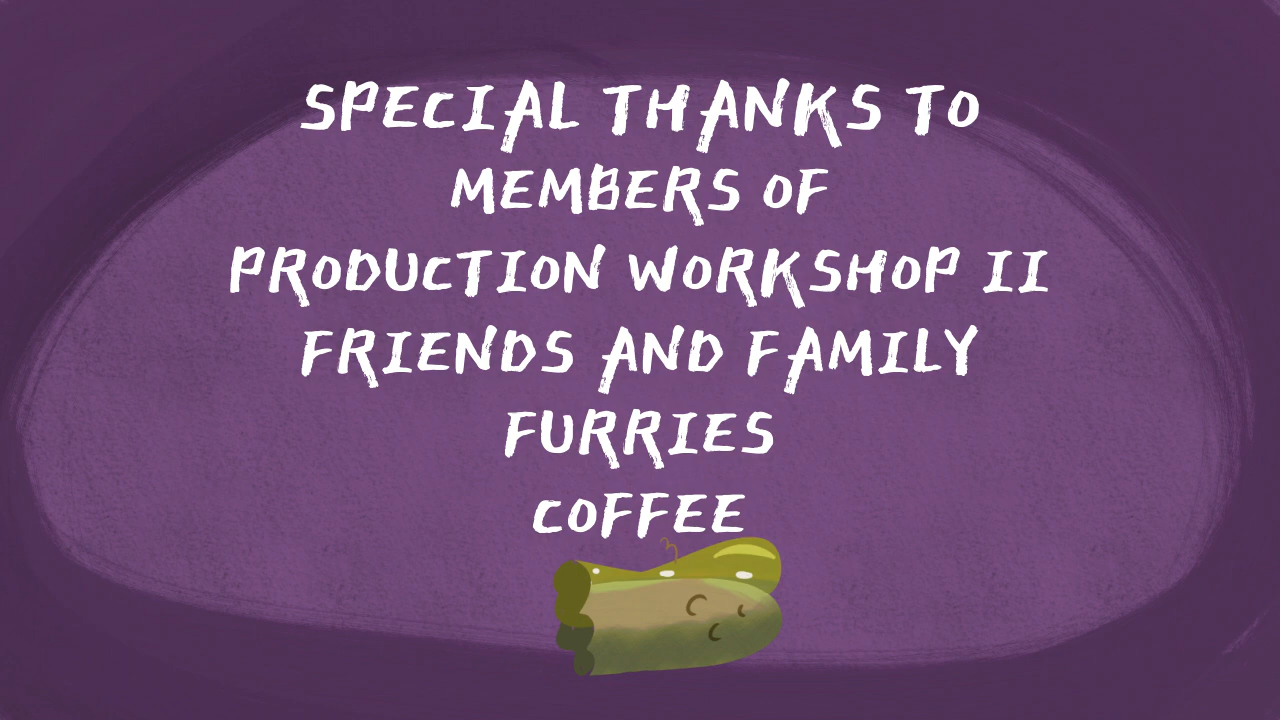 SPECIAL THANKS TO
MEMBERS OF
PRODUCTION WORKSHOP II
FRIENDS AND FAMILY
FURRIES
COFFEE